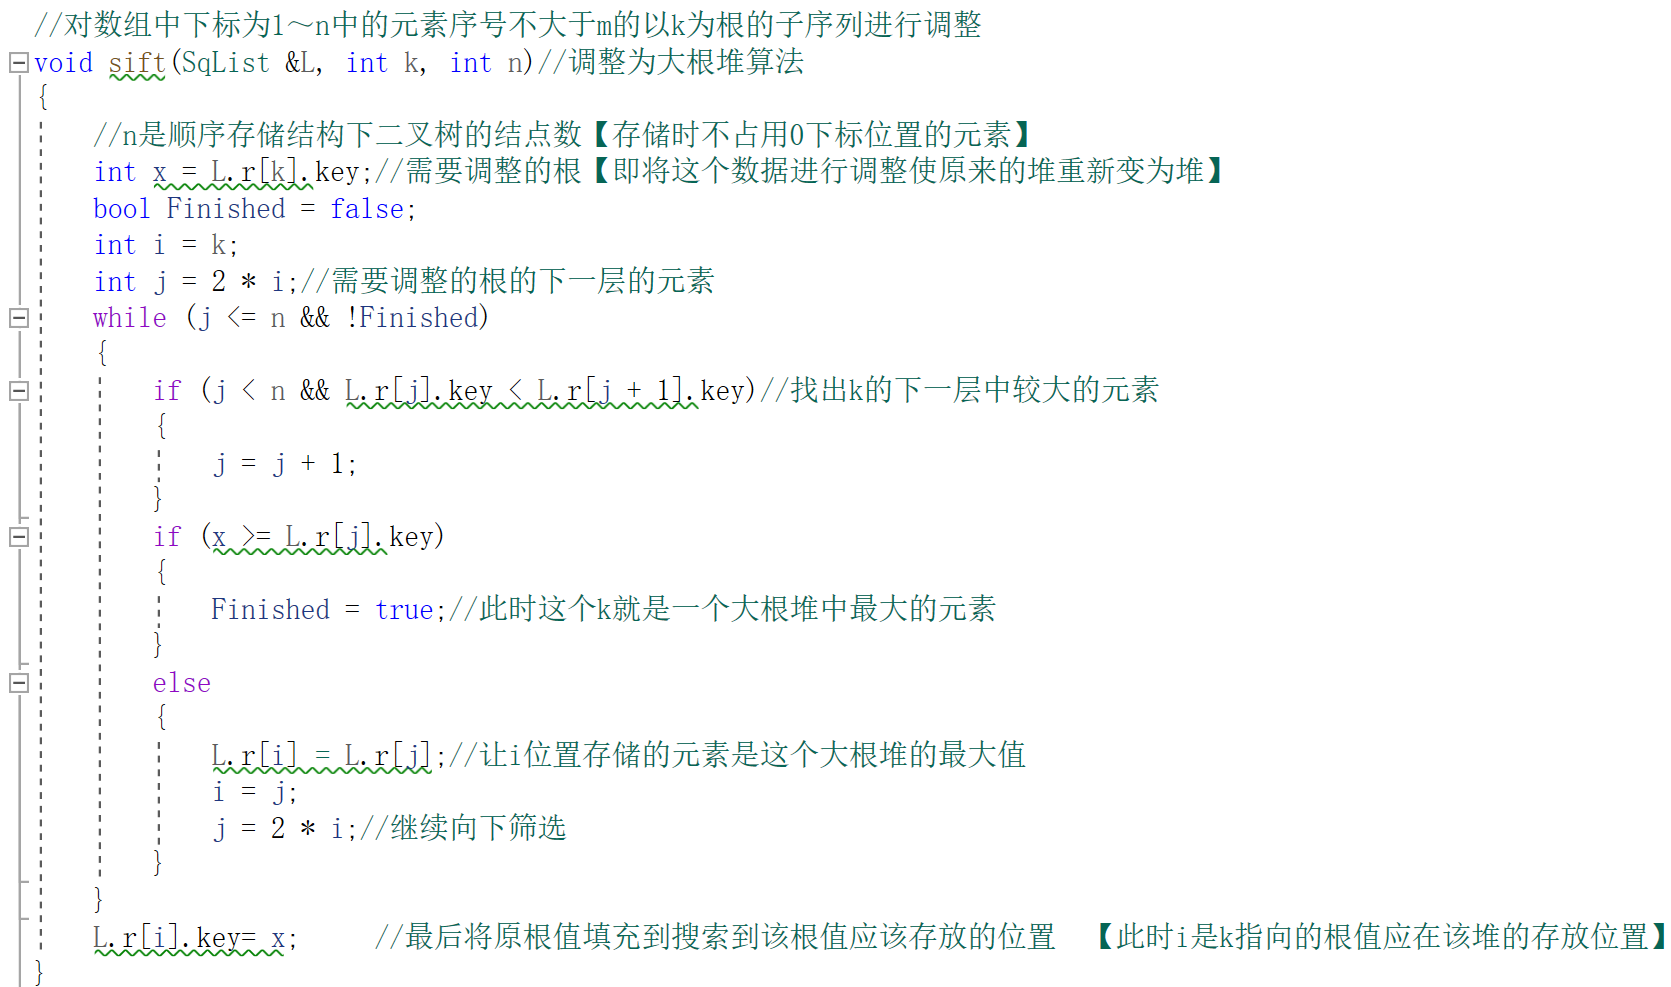 //对数组中下标为1～n中的元素序号不大于m的以k为根的子序列进行调整
void sift(SqList &L, int k, int n)//调整为大根堆算法
{
//n是顺序存储结构下二叉树的结点数【存储时不占用0下标位置的元素】
int x = L.r[k].key;//需要调整的根【即将这个数据进行调整使原来的堆重新变为堆】
bool Finished = false;
int i = k;
int j = 2 * i;//需要调整的根的下一层的元素
while (j <= n && !Finished)
{
if (j < n && L.r[j].key < L.r[j + 1].key)//找出k的下一层中较大的元素
{
j = j + 1;
}
if (x >= L.r[j].key)
{
Finished = true;//此时这个k就是一个大根堆中最大的元素
}
else
{
L.r[i] = L.r[j];//让i位置存储的元素是这个大根堆的最大值
i = j;
j = 2 * i;//继续向下筛选
}
}
L.r[i].key= x;     //最后将原根值填充到搜索到该根值应该存放的位置  【此时i是k指向的根值应在该堆的存放位置】
}